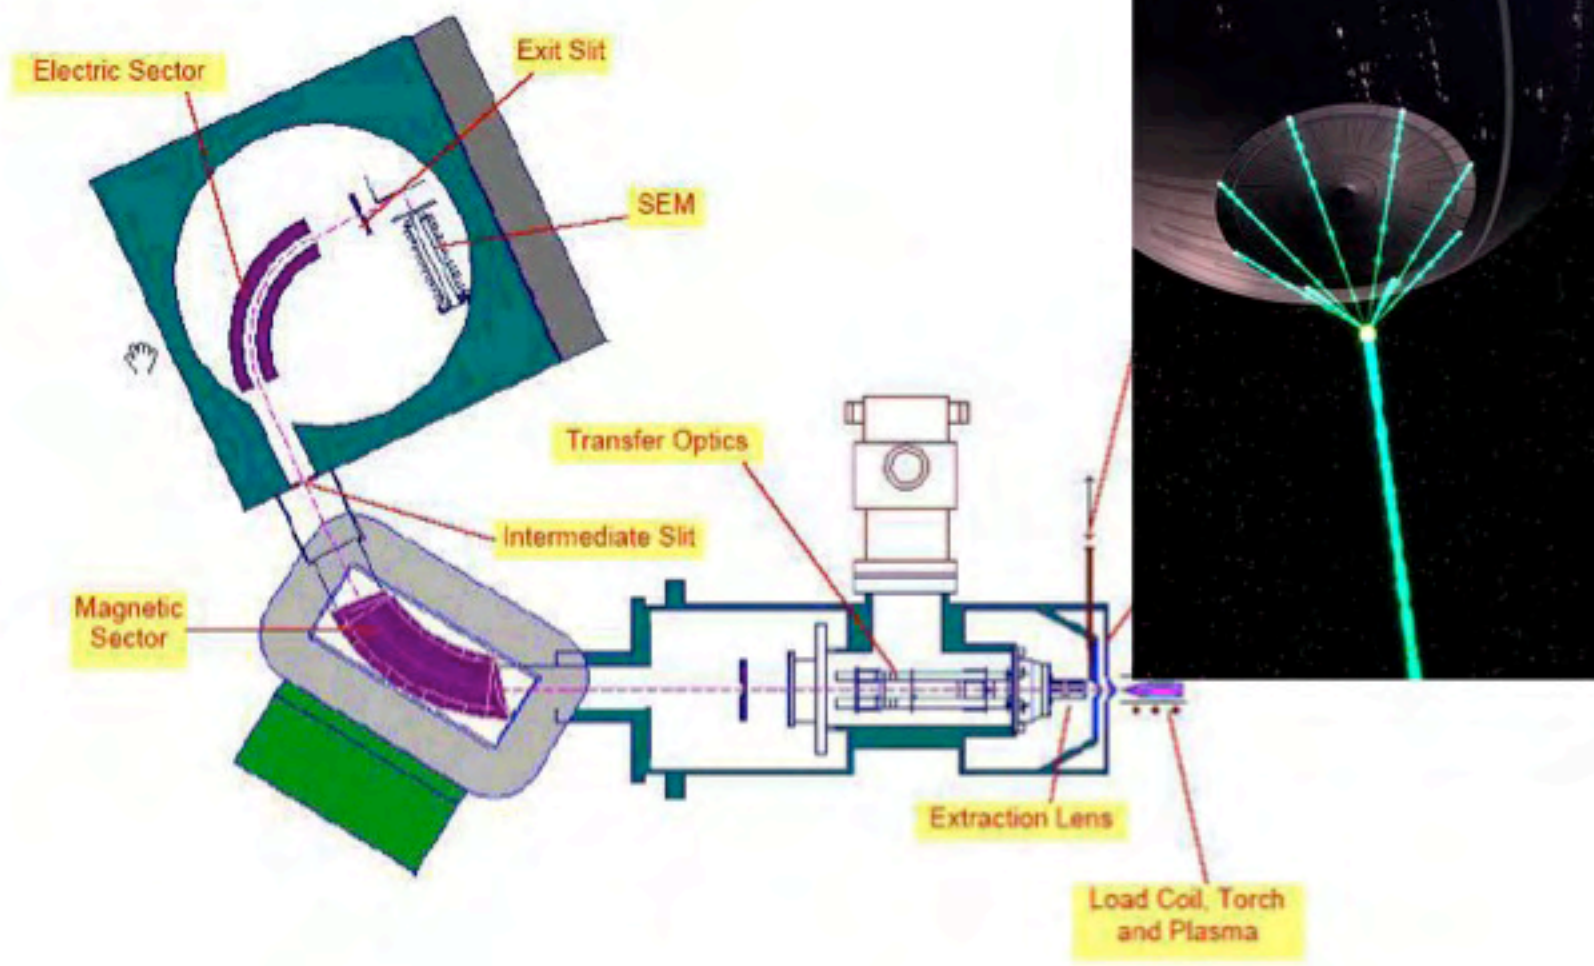 Exit Slit
Electric Sector
SEM
Transfer Optics
Intermediate Slit
Magnetic
Sector
Extraction Lens
Load Coil, Torch
and Plasma